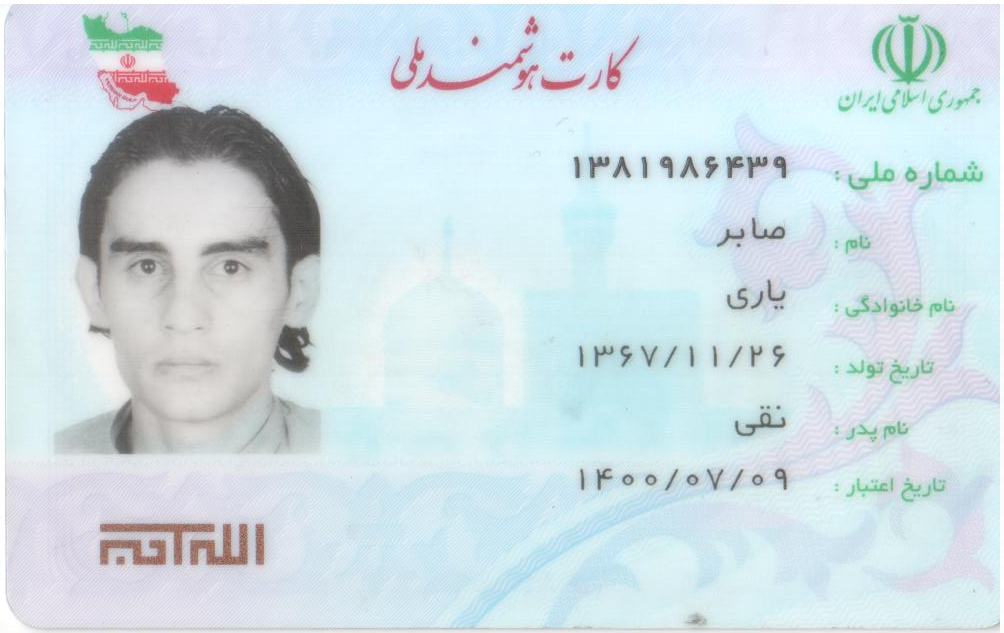 کارت هوشمند ملی
جمهوری اسلامی ایران
شماره ملی : ۱۳۸۱۹۸۶۴۳۹
نام : صابر
نام خانوادگی : یاری
تاریخ تولد : ۱۳۶۷/۱۱/۲۶
نام پدر : نقی
تاریخ اعتبار : ۱۴۰۰/۰۷/۰۹
الله اکبر